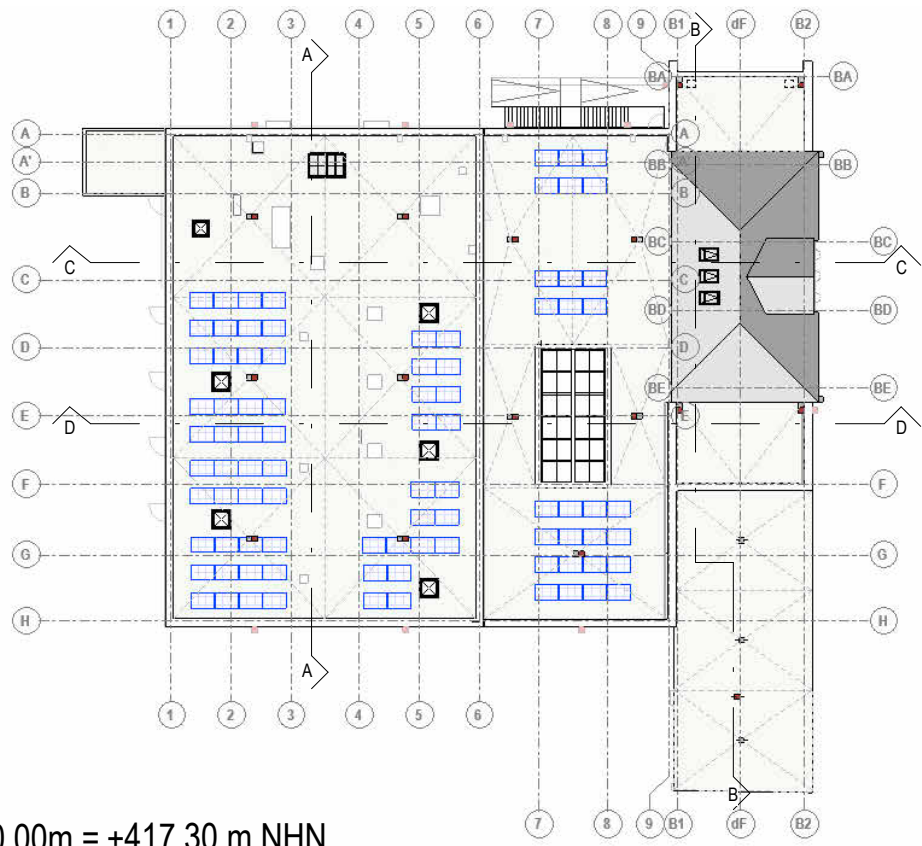 1 2 3 4 5 6 7 8 9 B1 B dF B2
A
BA BA
A A
A' A
BB BB
B B
BC BC
C C C C
BD BD
D D
BE BE
E E
D D
F F
G G
H H
A
1 2 3 4 5 6
B
7 8 9 B1 dF B2
0.00m = +417.30 m NHN